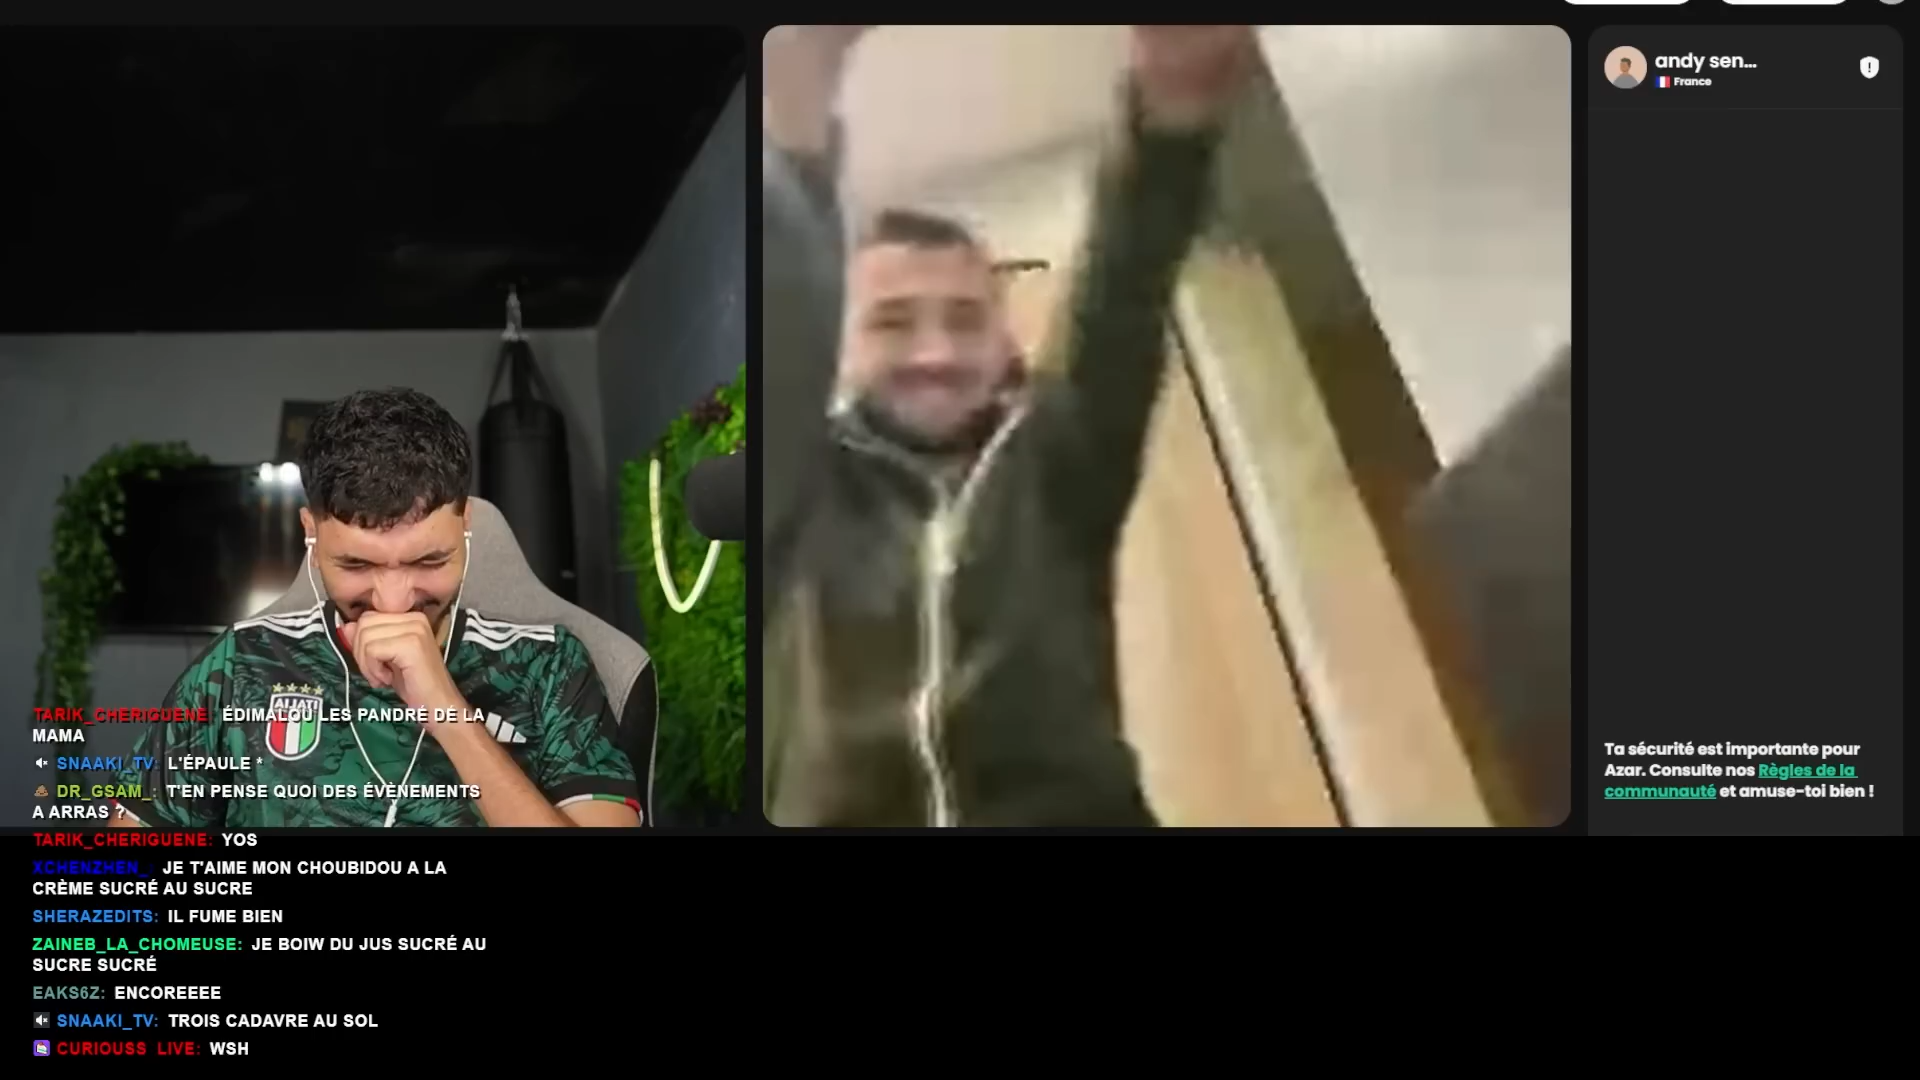 andy sen...
France
AIJATI
TARIK_CHERIGUENE: ÉDIMALOU LES PANDRÉ DÉ LA
MAMA
SNAAKI_TV: L'ÉPAULE *
DR_GSAM_: T'EN PENSE QUOI DES ÉVÈNEMENTS
A ARRAS ?
TARIK_CHERIGUENE: YOS
XCHENZHEN_: JE T'AIME MON CHOUBIDOU A LA
CRÈME SUCRÉ AU SUCRE
SHERAZEDITS: IL FUME BIEN
ZAINEB_LA_CHOMEUSE: JE BOIW DU JUS SUCRÉ AU
SUCRE SUCRÉ
EAKS6Z: ENCOREEEE
SNAAKI_TV: TROIS CADAVRE AU SOL
CURIOUSS_LIVE: WSH
Ta sécurité est importante pour
Azar. Consulte nos Règles de la
communauté et amuse-toi bien !